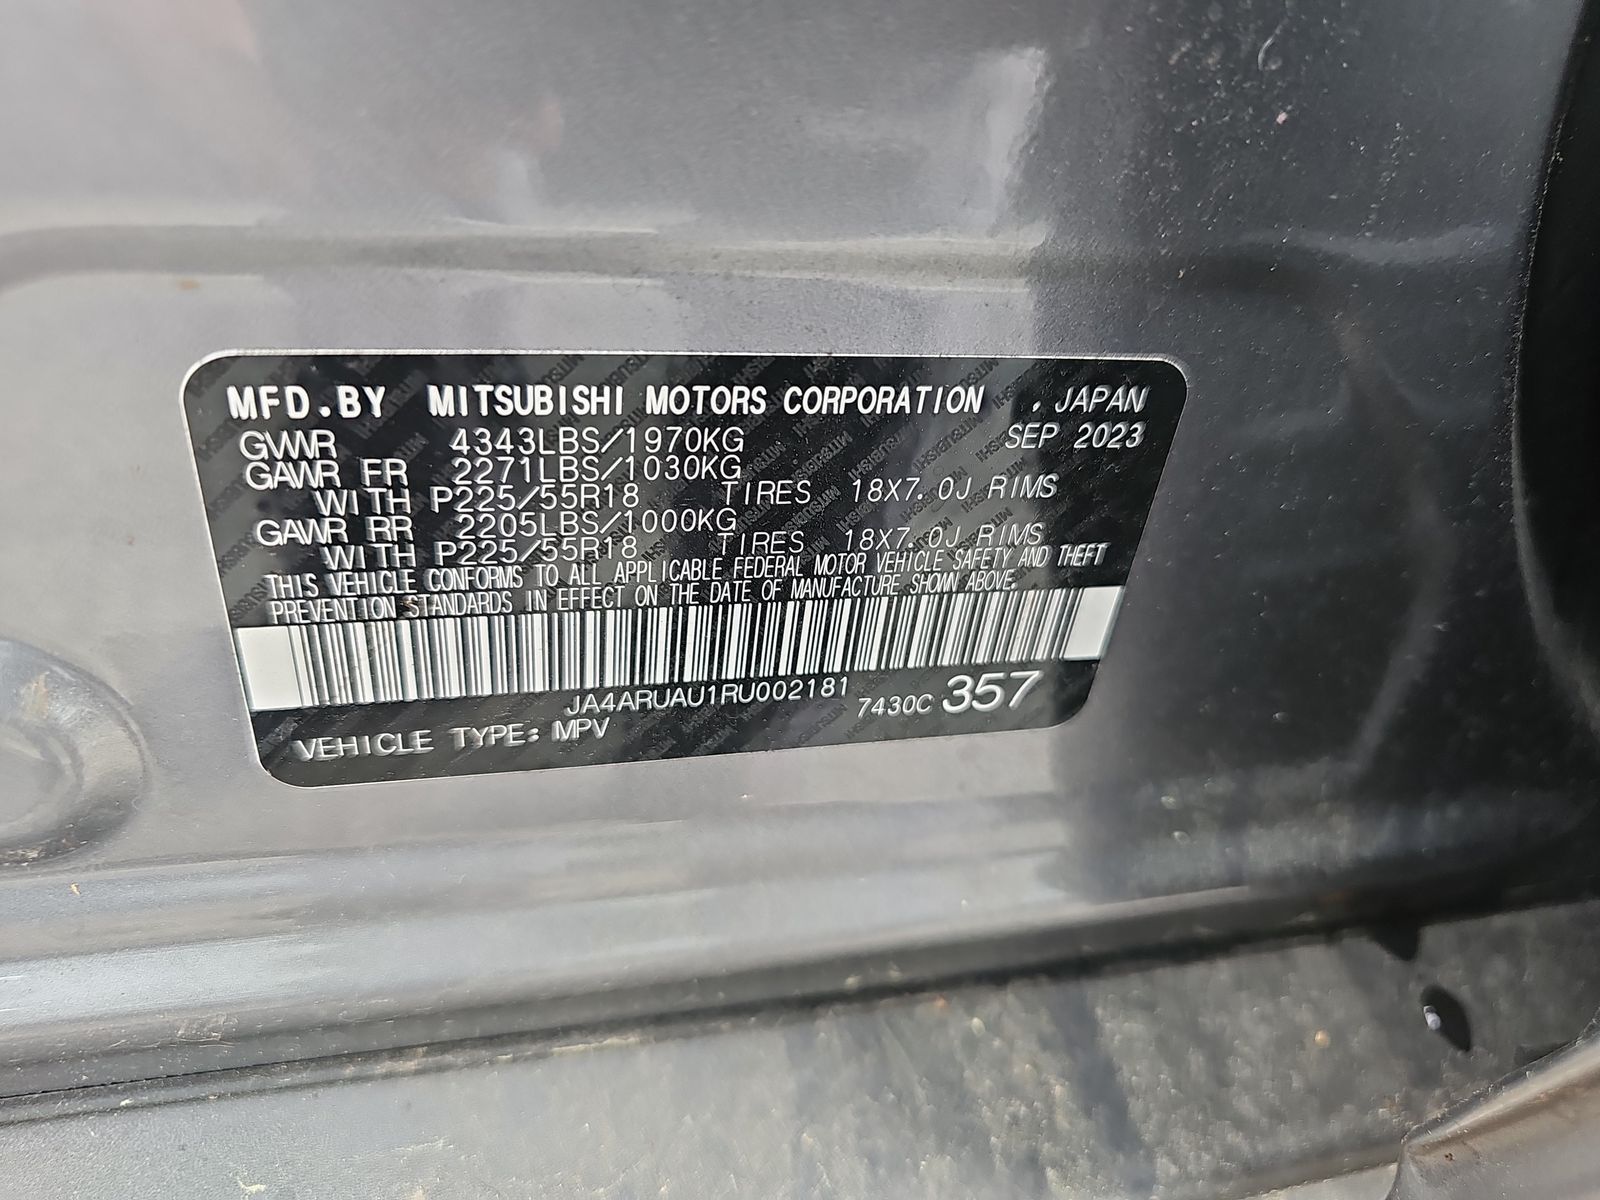 MFD.BY MITSUBISHI MOTORS CORPORATION . JAPAN
GVWR 4343LBS/1970KG SEP 2023
GAWR FR 2271LBS/1030KG
WITH P225/55R18 TIRES 18X7.0J RIMS
GAWR RR 2205LBS/1000KG
WITH P225/55R18 TIRES 18X7.0J RIMS
THIS VEHICLE CONFORMS TO ALL APPLICABLE FEDERAL MOTOR VEHICLE SAFETY AND THEFT
PREVENTION STANDARDS IN EFFECT ON THE DATE OF MANUFACTURE SHOWN ABOVE.
JA4ARUAU1RU002181 7430C 357
VEHICLE TYPE: MPV